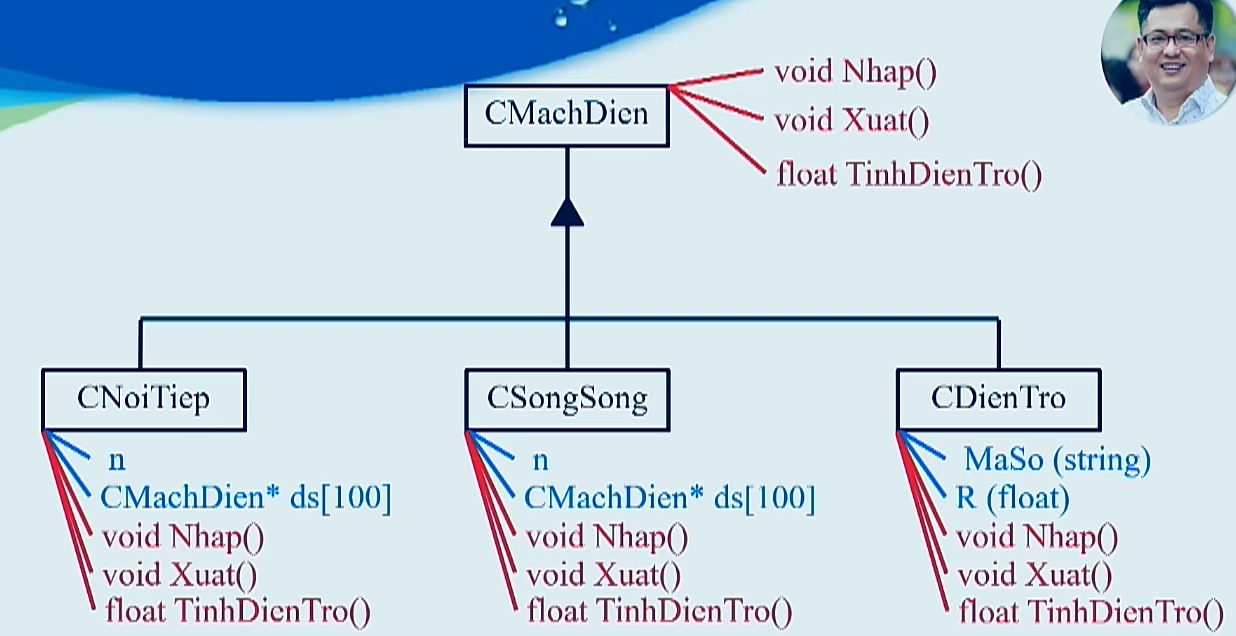 CMachDien
void Nhap()
void Xuat()
float TinhDienTro()
CNoiTiep
n
CMachDien* ds[100]
void Nhap()
void Xuat()
float TinhDienTro()
CSongSong
n
CMachDien* ds[100]
void Nhap()
void Xuat()
float TinhDienTro()
CDienTro
MaSo (string)
R (float)
void Nhap()
void Xuat()
float TinhDienTro()